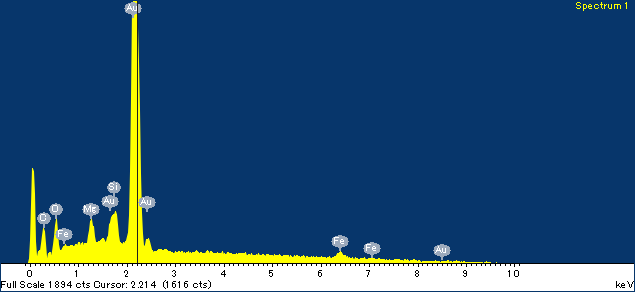 Spectrum 1
Au
Si
O
Mg
Au
Au
Fe
Fe
Fe
Au
0 1 2 3 4 5 6 7 8 9 10
Full Scale 1894 cts Cursor: 2.214 (1616 cts)
keV